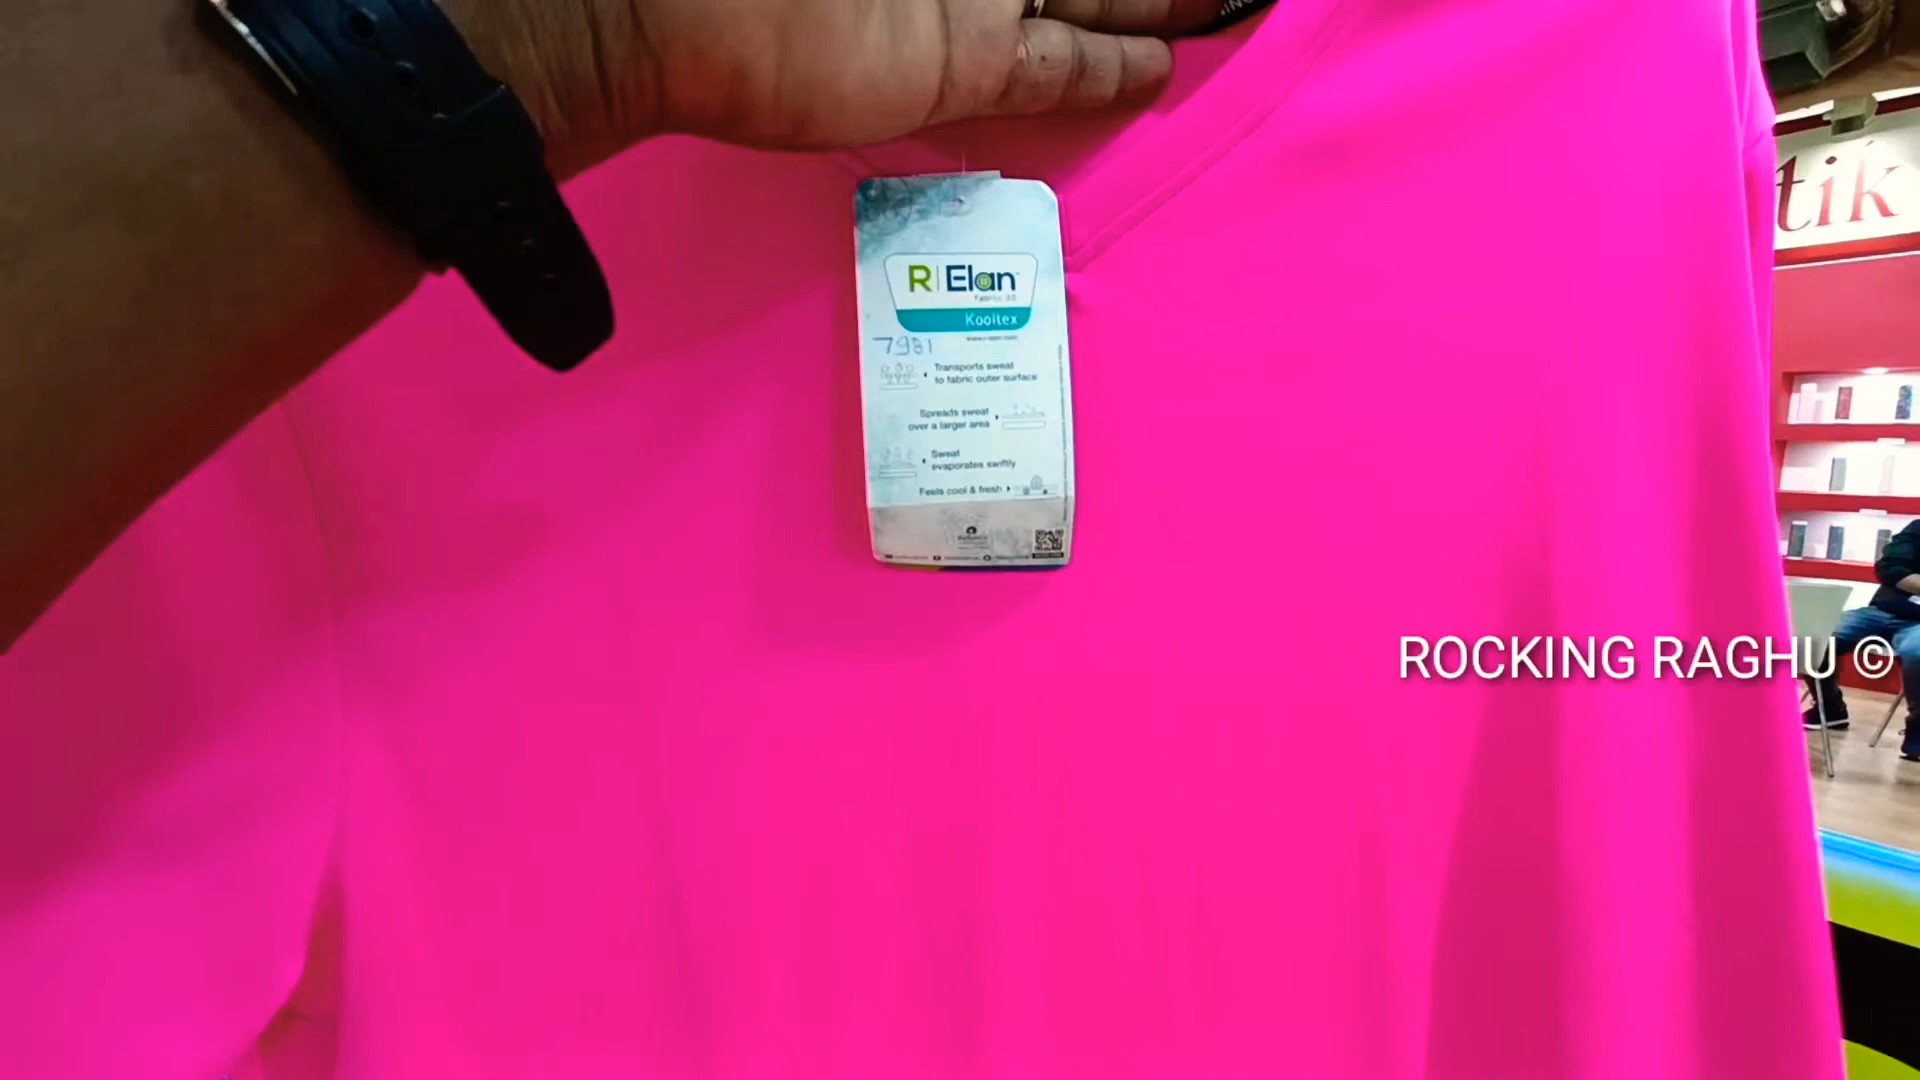 R|Elan
Kooltex
7981
Transports sweat
to fabric outer surface
Spreads sweat
over a larger area
Sweat
evaporates swiftly
Feels cool & fresh
tik
ROCKING RAGHU ©